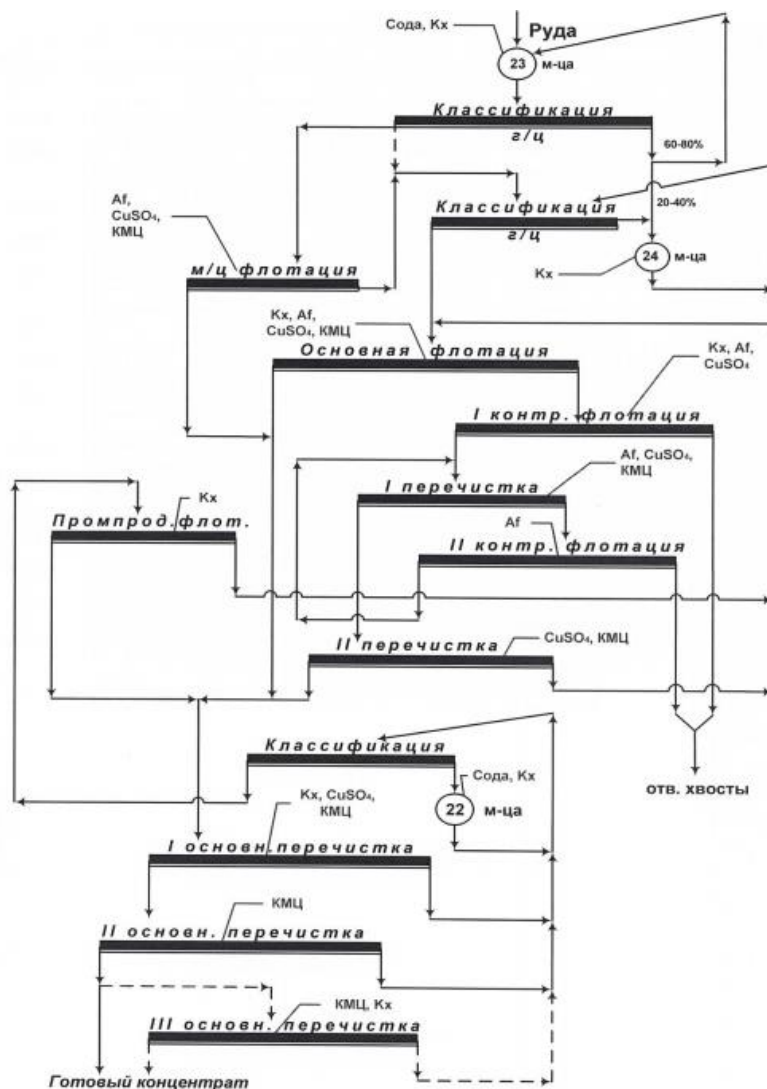 Руда
Сода, Кх
23
м-ца
Классификация
г/ц
60-80%
Af,
CuSO₄,
КМЦ
Классификация
г/ц
20-40%
24
м-ца
Кх
м/ц флотация
Кх, Af,
CuSO₄, КМЦ
Основная флотация
Кх, Af,
CuSO₄
I контр. флотация
Af, CuSO₄,
КМЦ
I перечистка
Кх
Промпрод.флот.
Af
II контр. флотация
CuSO₄, КМЦ
II перечистка
Классификация
Сода, Кх
22
м-ца
отв. хвосты
Кх, CuSO₄,
КМЦ
I основн.перечистка
КМЦ
II основн. перечистка
КМЦ, Кх
III основн. перечистка
Готовый концентрат